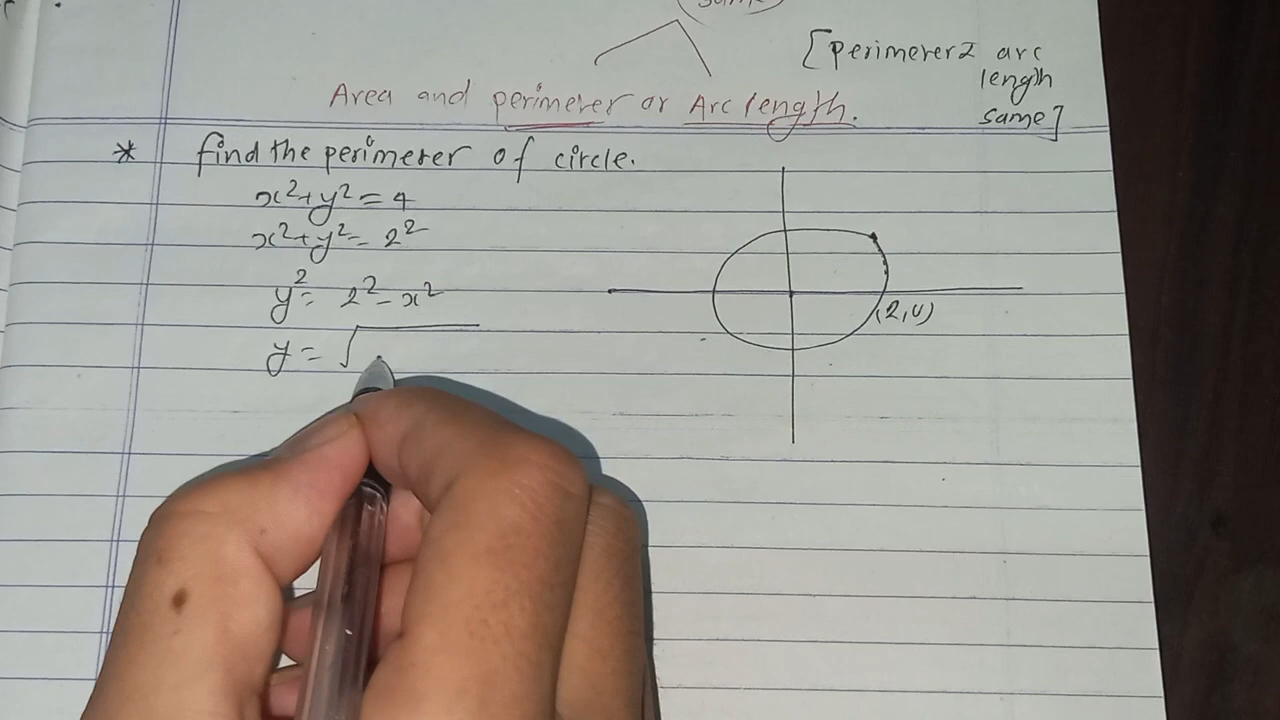 [Perimeter & arc
length
same]
Area and perimeter or Arc length.
* find the perimeter of circle.
x²+y²=4
x²+y²=2²
y²=2²-x²
y=√
(2,0)